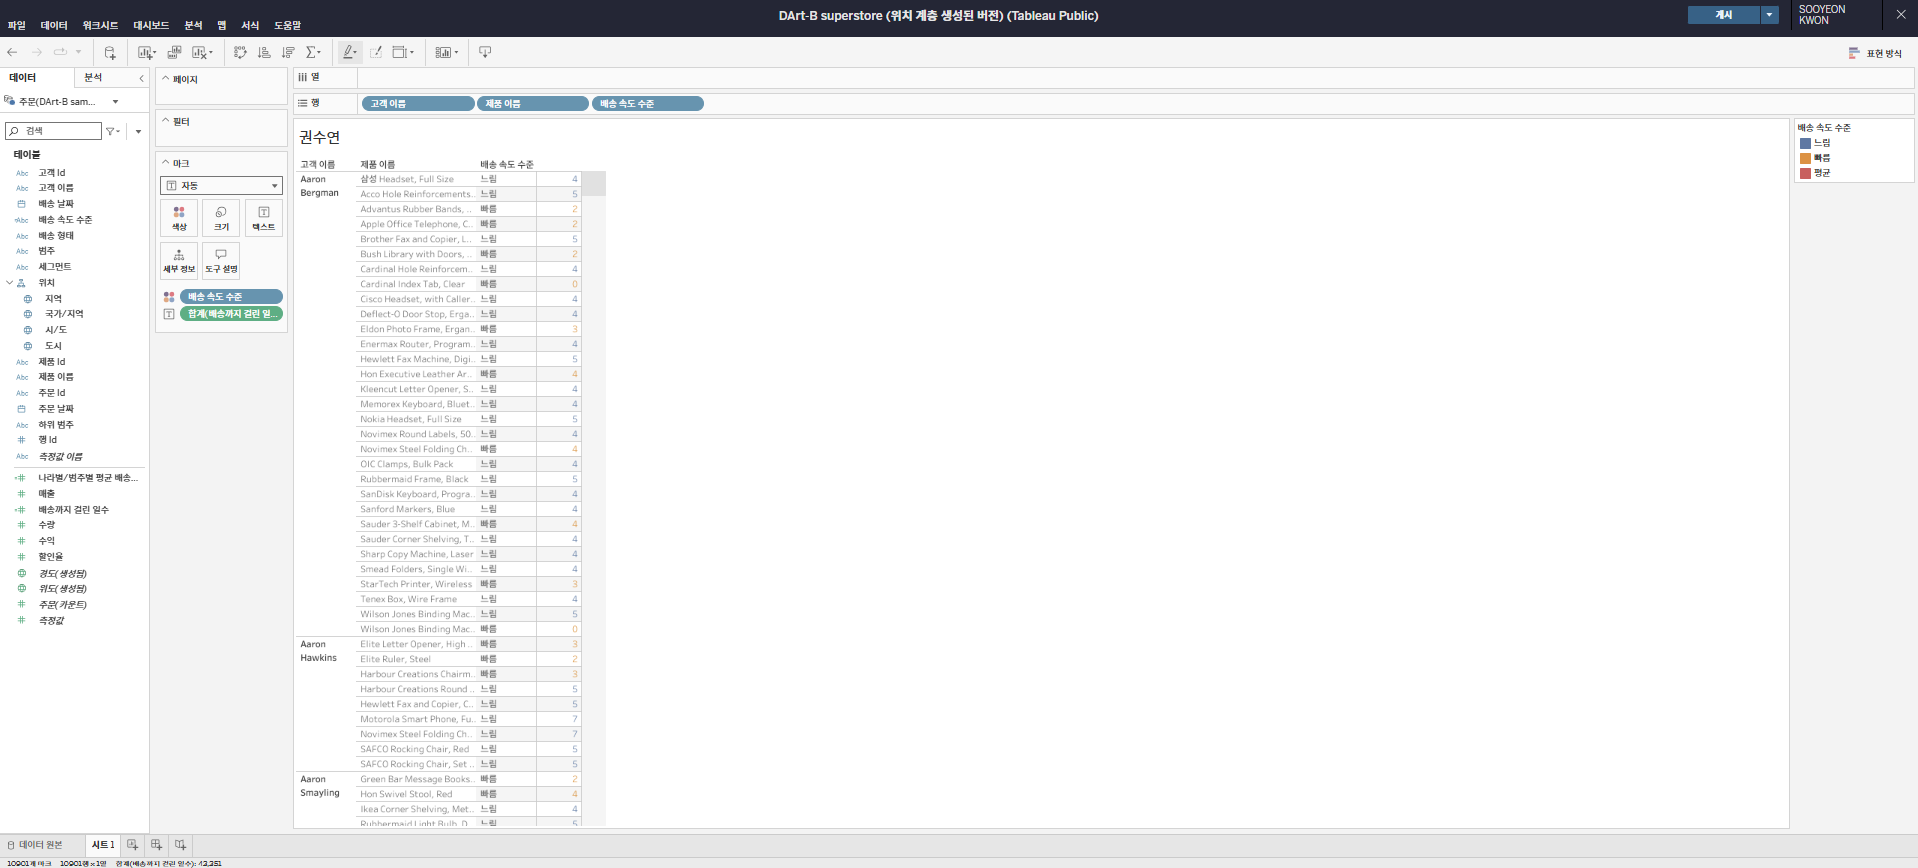 DArt-B superstore (위치 계층 생성된 버전) (Tableau Public)
게시
SOOYEON
KWON
파일 데이터 워크시트 대시보드 분석 맵 서식 도움말
표현 방식
데이터 분석
주문(DArt-B sam...
검색
테이블
Abc 고객 Id
Abc 고객 이름
배송 날짜
=Abc 배송 속도 수준
Abc 배송 형태
Abc 범주
Abc 세그먼트
위치
지역
국가/지역
시/도
도시
Abc 제품 Id
Abc 제품 이름
Abc 주문 Id
주문 날짜
Abc 하위 범주
행 Id
Abc 측정값 이름
나라별/범주별 평균 배송...
매출
배송까지 걸린 일수
수량
수익
할인율
경도(생성됨)
위도(생성됨)
주문(카운트)
측정값
페이지
필터
마크
자동
색상 크기 텍스트
세부 정보 도구 설명
배송 속도 수준
합계(배송까지 걸린 일...
열
행 고객 이름 제품 이름 배송 속도 수준
권수연
고객 이름 제품 이름 배송 속도 수준
Aaron Bergman 삼성 Headset, Full Size 느림 4
Acco Hole Reinforcements.. 느림 5
Advantus Rubber Bands, .. 빠름 2
Apple Office Telephone, C.. 빠름 2
Brother Fax and Copier, L.. 느림 5
Bush Library with Doors, .. 빠름 2
Cardinal Hole Reinforcem.. 느림 4
Cardinal Index Tab, Clear 빠름 0
Cisco Headset, with Caller.. 느림 4
Deflect-O Door Stop, Erga.. 느림 4
Eldon Photo Frame, Ergan.. 빠름 3
Enermax Router, Program.. 느림 4
Hewlett Fax Machine, Digi.. 느림 5
Hon Executive Leather Ar.. 빠름 4
Kleencut Letter Opener, S.. 느림 4
Memorex Keyboard, Bluet.. 느림 4
Nokia Headset, Full Size 느림 5
Novimex Round Labels, 50.. 느림 4
Novimex Steel Folding Ch.. 빠름 4
OIC Clamps, Bulk Pack 느림 4
Rubbermaid Frame, Black 느림 5
SanDisk Keyboard, Progra.. 느림 4
Sanford Markers, Blue 느림 4
Sauder 3-Shelf Cabinet, M.. 빠름 4
Sauder Corner Shelving, T.. 느림 4
Sharp Copy Machine, Laser 느림 4
Smead Folders, Single Wi.. 느림 4
StarTech Printer, Wireless 빠름 3
Tenex Box, Wire Frame 느림 4
Wilson Jones Binding Mac.. 느림 5
Wilson Jones Binding Mac.. 빠름 0
Aaron Hawkins Elite Letter Opener, High .. 빠름 3
Elite Ruler, Steel 빠름 2
Harbour Creations Chairm.. 빠름 3
Harbour Creations Round .. 느림 5
Hewlett Fax and Copier, C.. 느림 5
Motorola Smart Phone, Fu.. 느림 7
Novimex Steel Folding Ch.. 느림 7
SAFCO Rocking Chair, Red 느림 5
SAFCO Rocking Chair, Set .. 느림 5
Aaron Smayling Green Bar Message Books.. 빠름 2
Hon Swivel Stool, Red 빠름 4
Ikea Corner Shelving, Met.. 느림 4
Rubbermaid Light Bulb, D.. 느림 5
배송 속도 수준
느림
빠름
평균
데이터 원본 시트 1
10901개 마크 10901행 x 1열 합계(배송까지 걸린 일수): 43,351